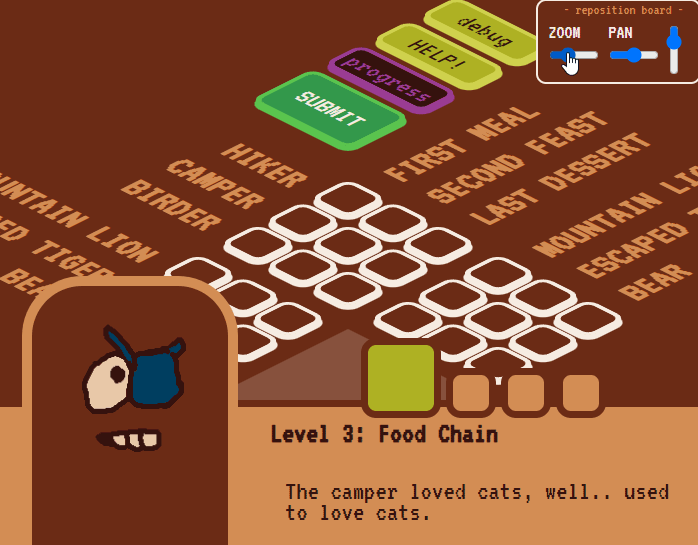 - reposition board -
ZOOM PAN
debug
HELP!
progress
SUBMIT
HIKER
CAMPER
BIRDER
FIRST MEAL
SECOND FEAST
LAST DESSERT
LION
TIGER
MOUNTAIN
ESCAPED
BEAR
Level 3: Food Chain
The camper loved cats, well.. used
to love cats.